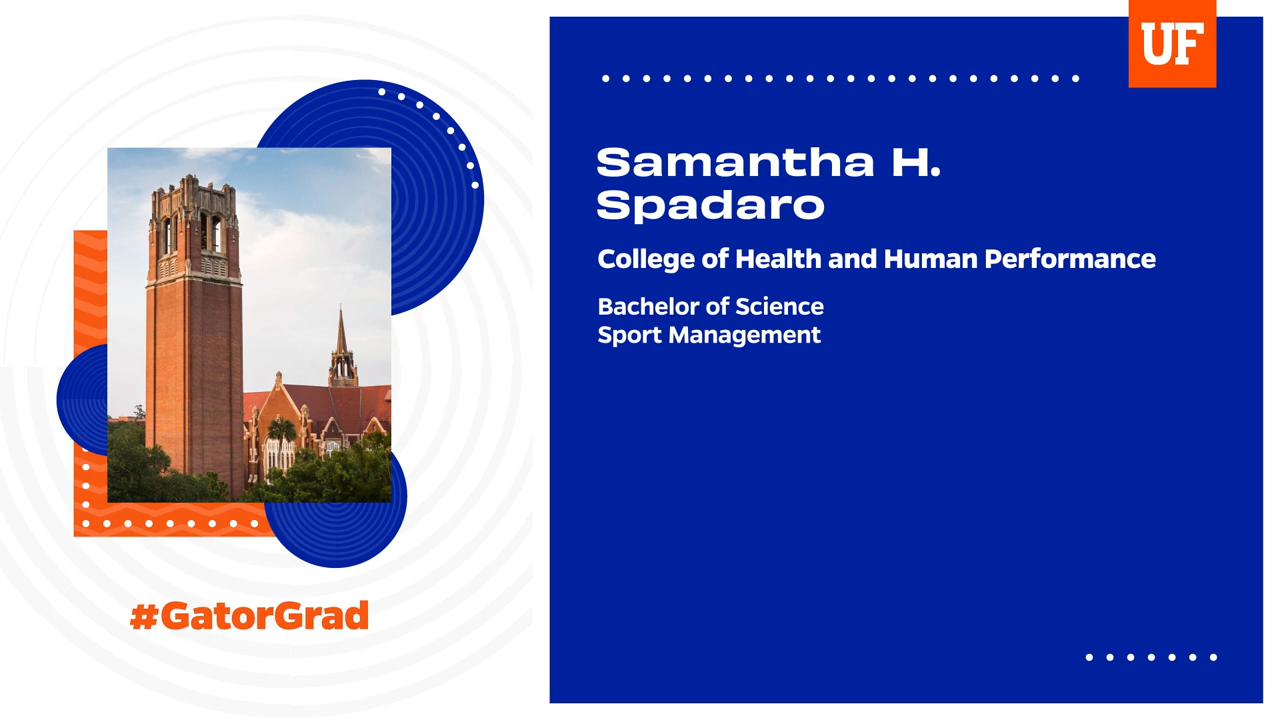 UF
Samantha H.
Spadaro
College of Health and Human Performance
Bachelor of Science
Sport Management
#GatorGrad